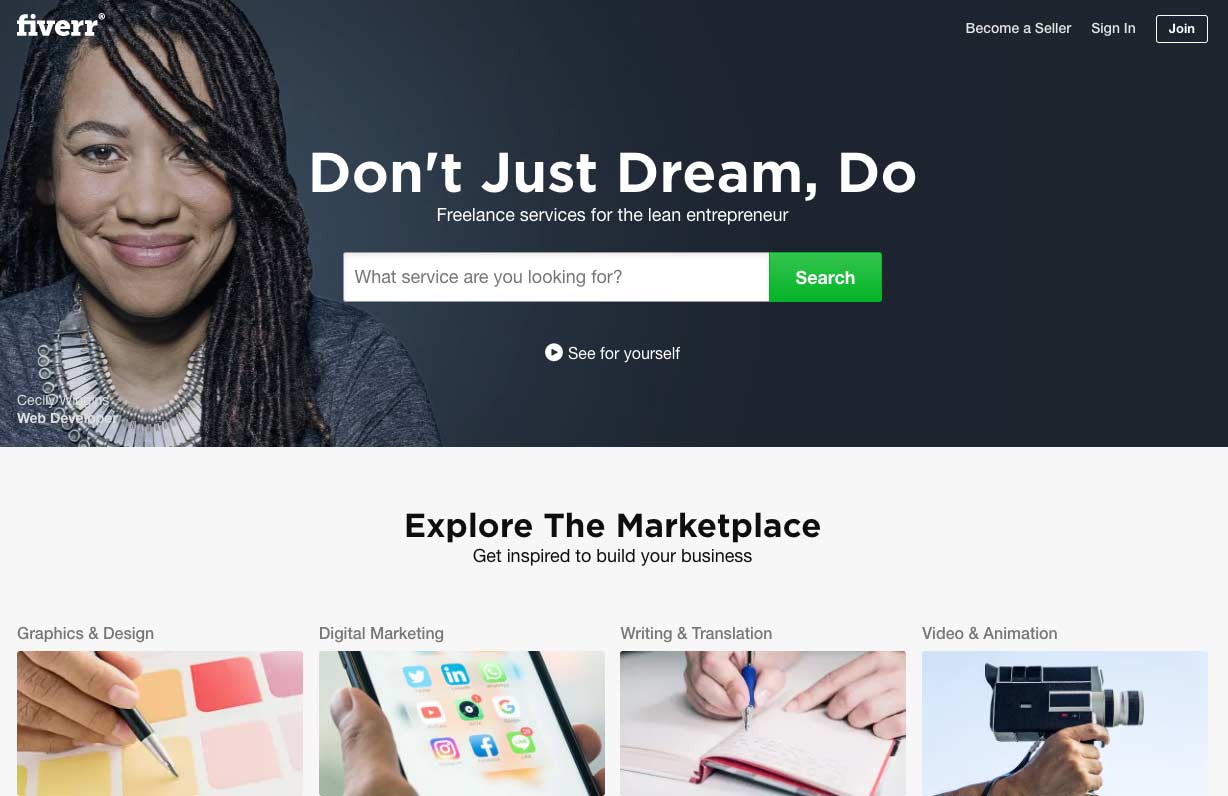 fiverr®
Become a Seller
Sign In
Join
Don't Just Dream, Do
Freelance services for the lean entrepreneur
What service are you looking for?
Search
See for yourself
Cecily Wiggins
Web Developer
Explore The Marketplace
Get inspired to build your business
Graphics & Design
Digital Marketing
Writing & Translation
Video & Animation